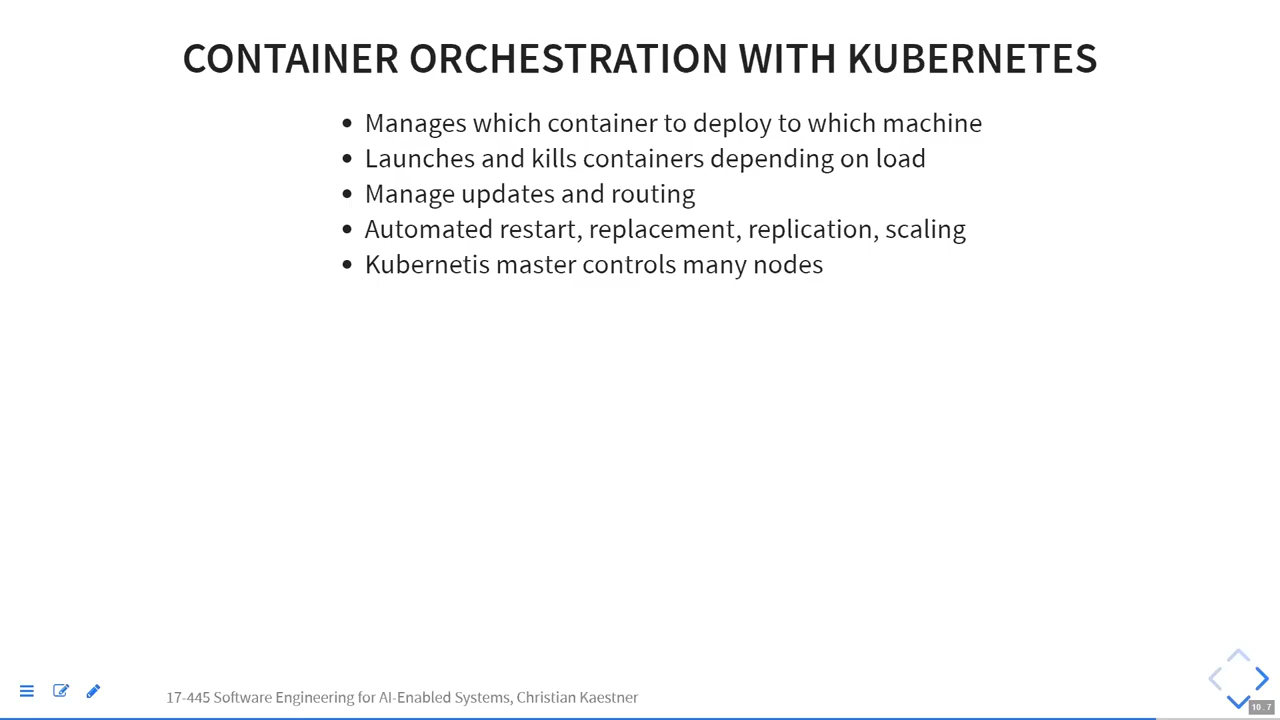 CONTAINER ORCHESTRATION WITH KUBERNETES
Manages which container to deploy to which machine
Launches and kills containers depending on load
Manage updates and routing
Automated restart, replacement, replication, scaling
Kubernetis master controls many nodes
17-445 Software Engineering for AI-Enabled Systems, Christian Kaestner
10 . 7